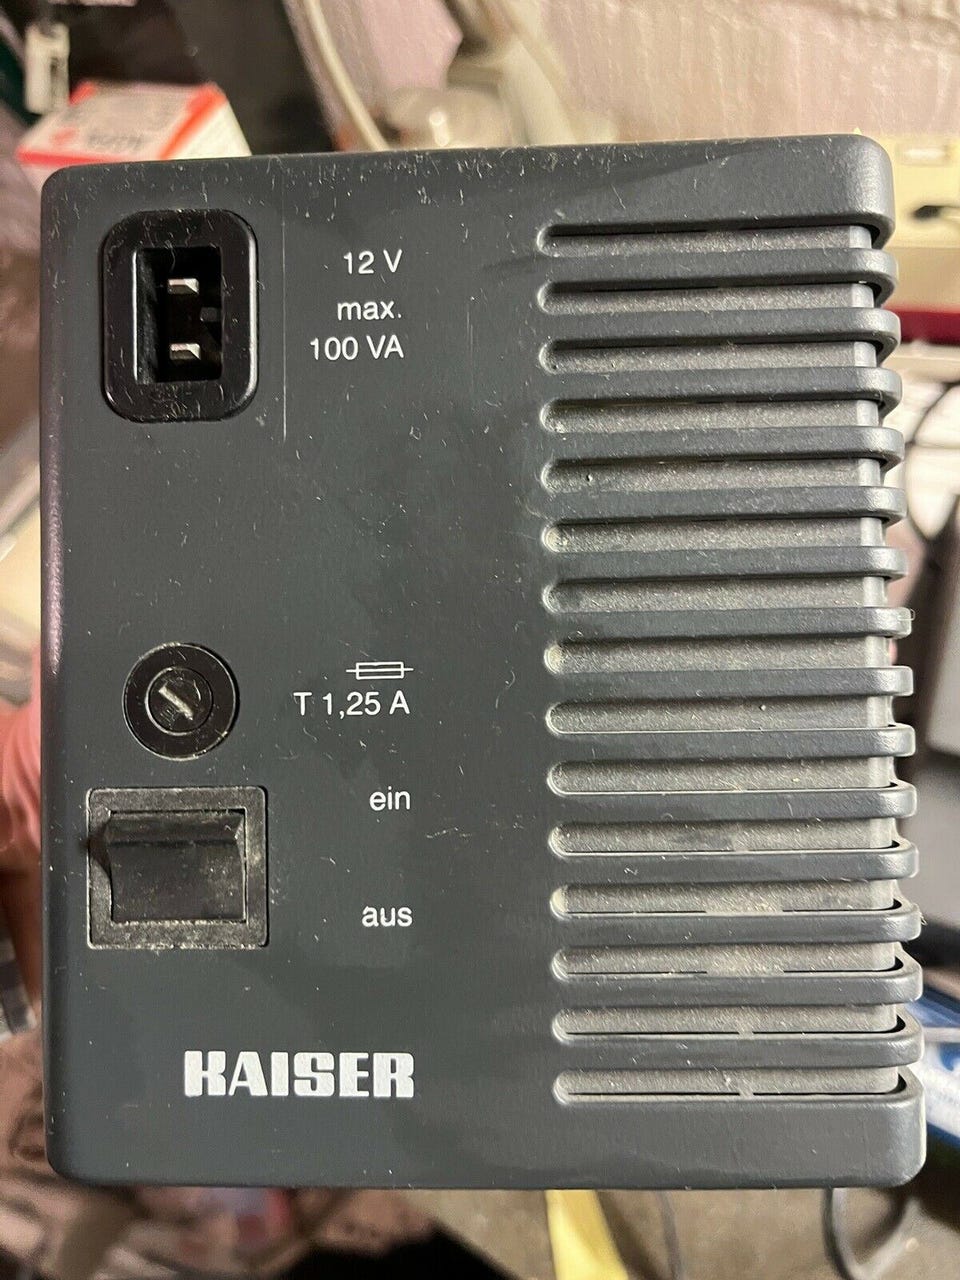 12 V
max.
100 VA
T 1,25 A
ein
aus
KAISER